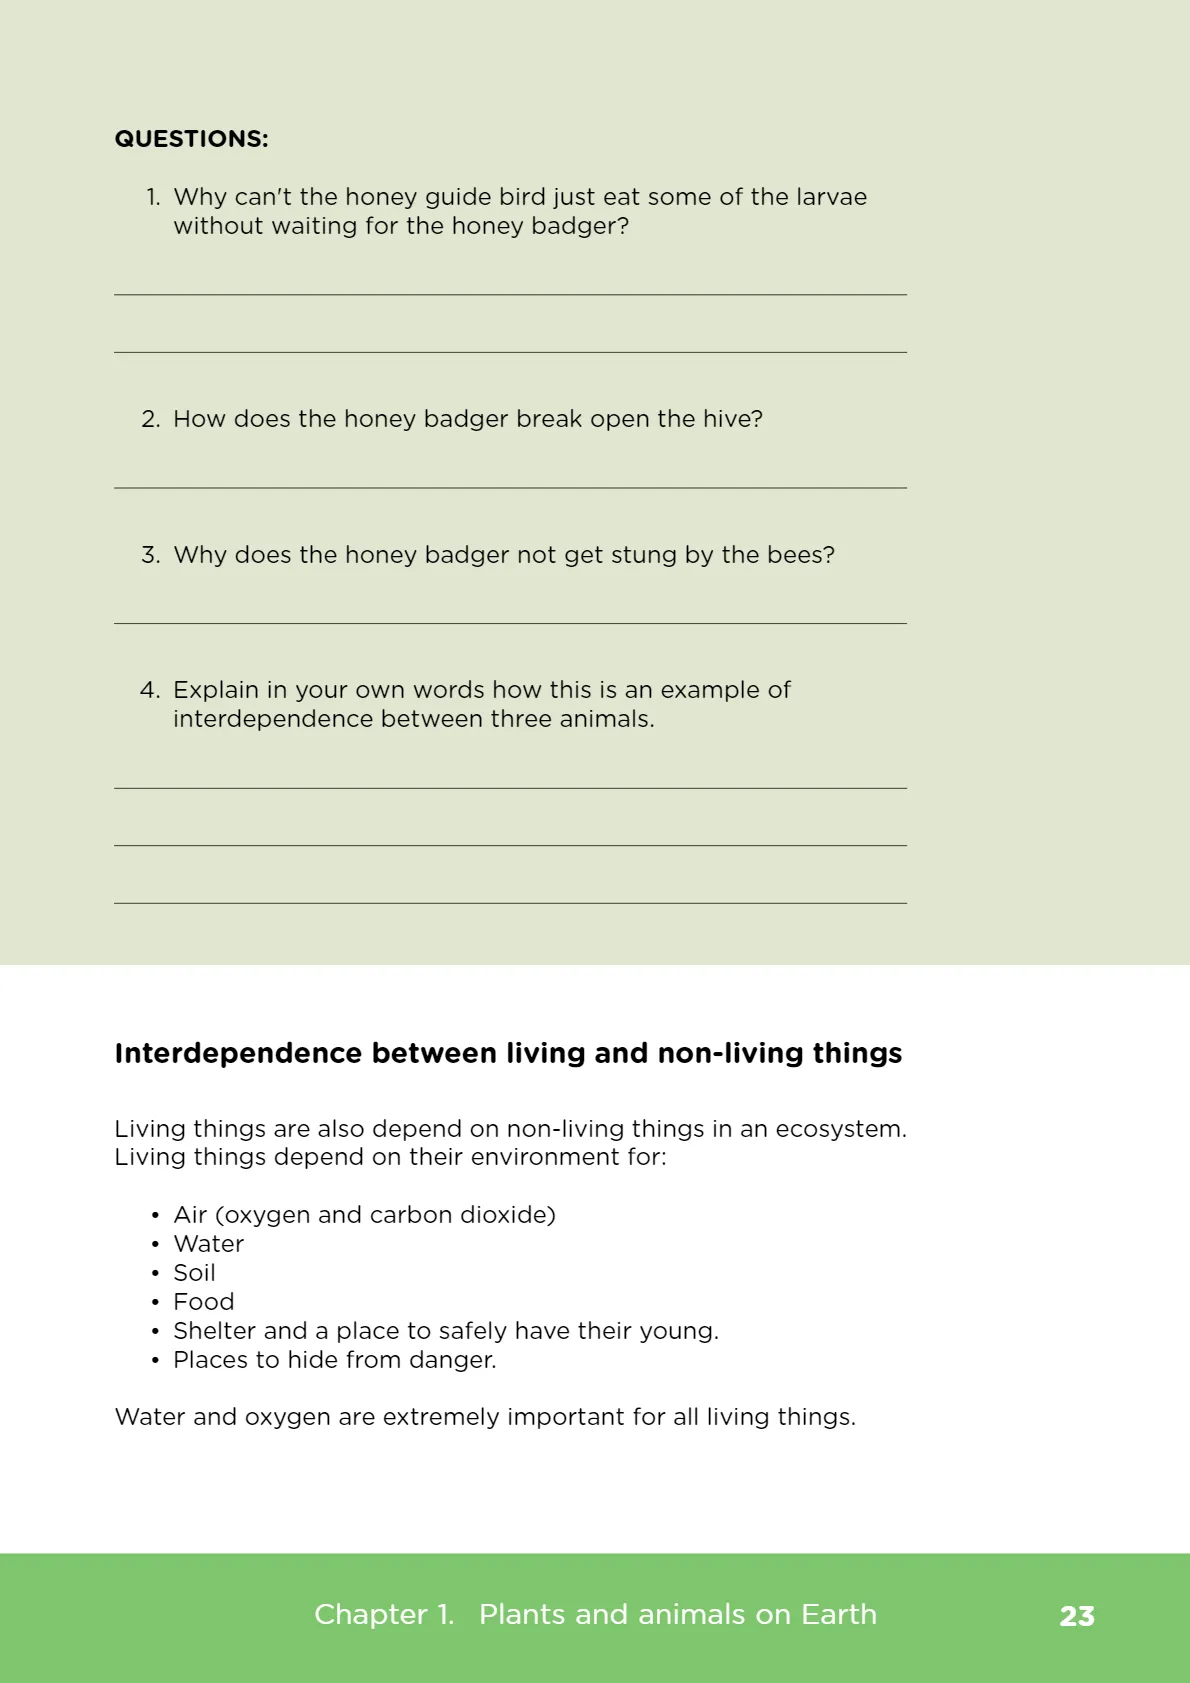 QUESTIONS:
1. Why can't the honey guide bird just eat some of the larvae
without waiting for the honey badger?
2. How does the honey badger break open the hive?
3. Why does the honey badger not get stung by the bees?
4. Explain in your own words how this is an example of
interdependence between three animals.
Interdependence between living and non-living things
Living things are also depend on non-living things in an ecosystem.
Living things depend on their environment for:
• Air (oxygen and carbon dioxide)
• Water
• Soil
• Food
• Shelter and a place to safely have their young.
• Places to hide from danger.
Water and oxygen are extremely important for all living things.
Chapter 1. Plants and animals on Earth 23